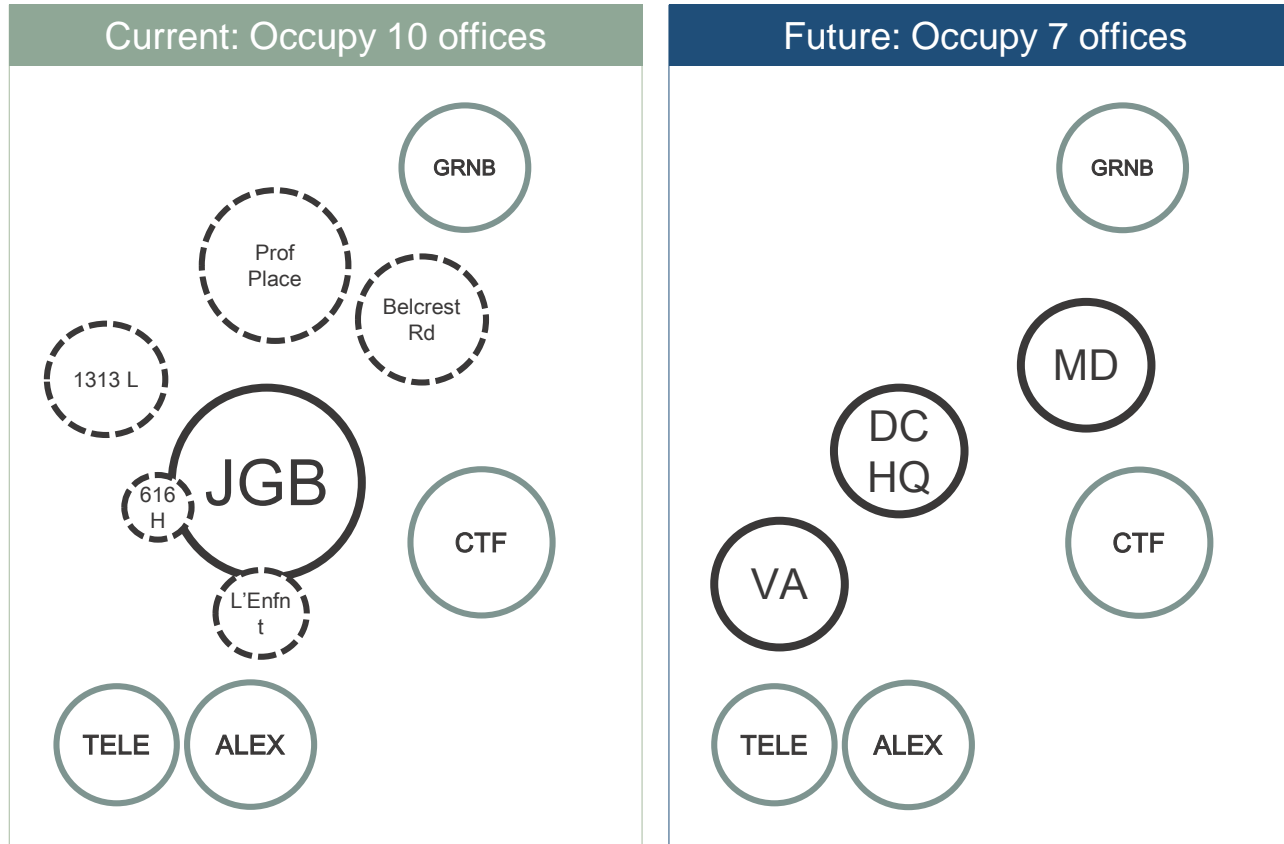 Current: Occupy 10 offices
GRNB
Prof
Place
Belcrest
Rd
1313 L
616
H
JGB
CTF
L'Enfn
t
TELE
ALEX
Future: Occupy 7 offices
GRNB
MD
DC
HQ
CTF
VA
TELE
ALEX